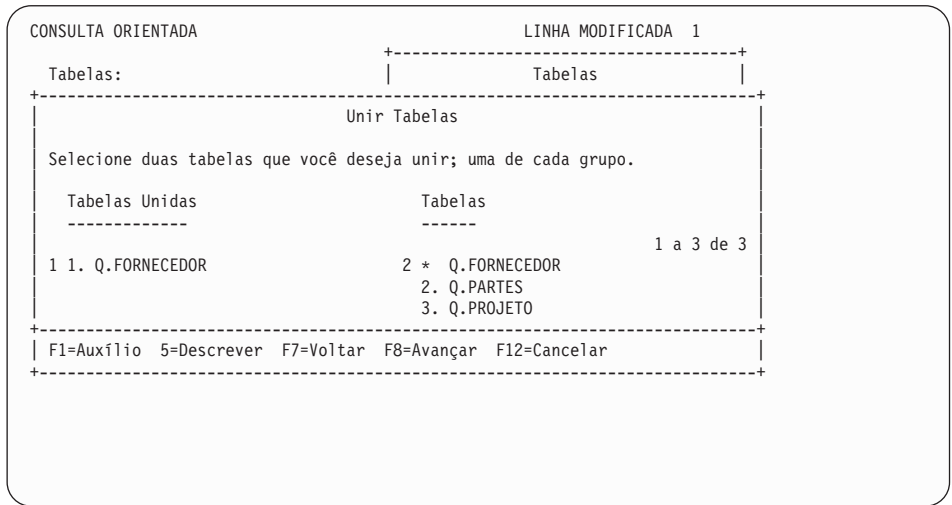 CONSULTA ORIENTADA LINHA MODIFICADA 1
+-------------------------------------+
Tabelas: | Tabelas |
+-----------------------------------------------------------------------------+
| Unir Tabelas |
| |
| Selecione duas tabelas que você deseja unir; uma de cada grupo. |
| |
| Tabelas Unidas Tabelas |
| ------------- ------ |
| 1 a 3 de 3 |
| 1 1. Q.FORNECEDOR 2 * Q.FORNECEDOR |
| 2. Q.PARTES |
| 3. Q.PROJETO |
+-----------------------------------------------------------------------------+
| F1=Auxílio 5=Descrever F7=Voltar F8=Avançar F12=Cancelar |
+-----------------------------------------------------------------------------+